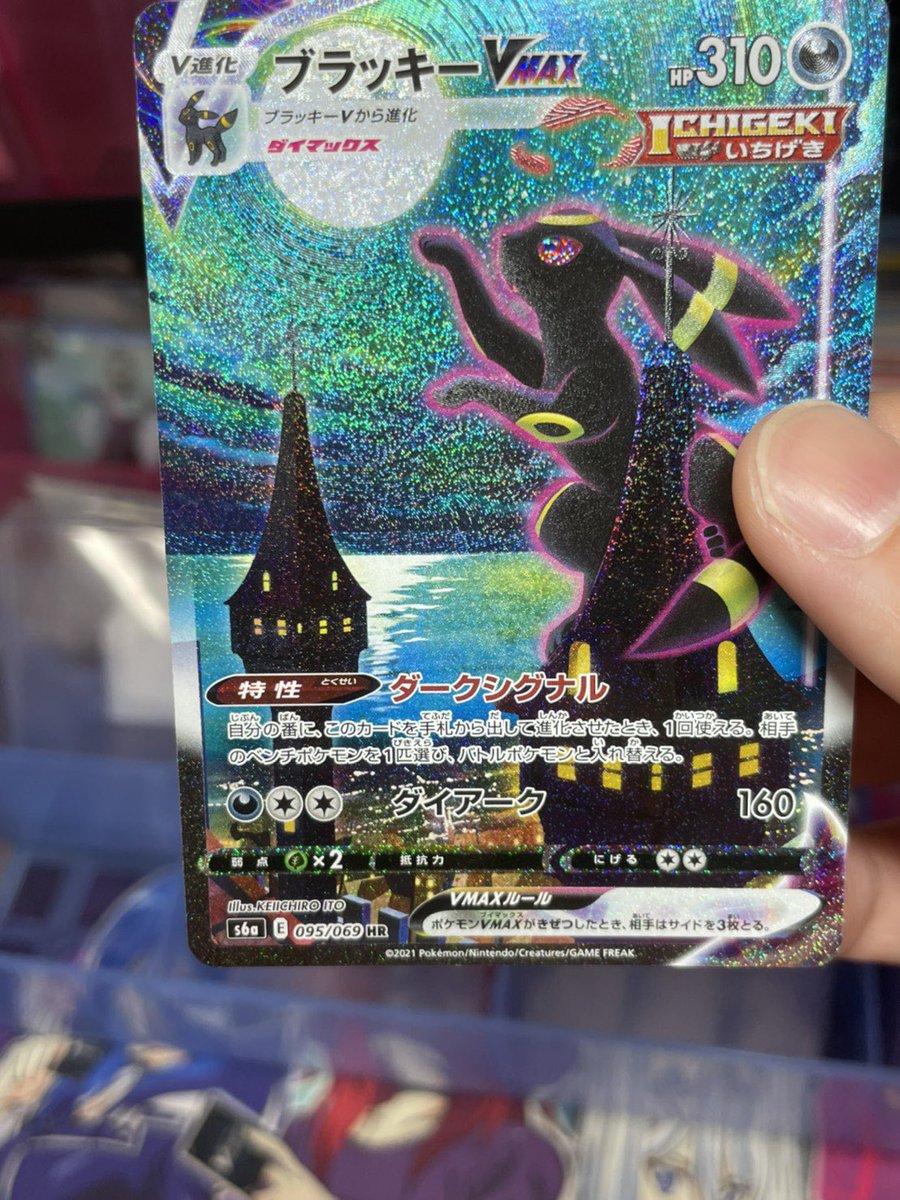 V進化
ブラッキーVMAX
HP310
ブラッキーVから進化
ダイマックス
ICHIGEKI
いちげき
特性 とくせい ダークシグナル
自分の番に、このカードを手札から出して進化させたとき、1回使える。相手
のベンチポケモンを1匹選び、バトルポケモンと入れ替える。
ダイアーク 160
弱点 ×2 抵抗力 にげる
Illus. KEIICHIRO ITO
VMAXルール
ポケモンVMAXがきぜつしたとき、相手はサイドを3枚とる。
s6a E 095/069 HR
©2021 Pokémon/Nintendo/Creatures/GAME FREAK